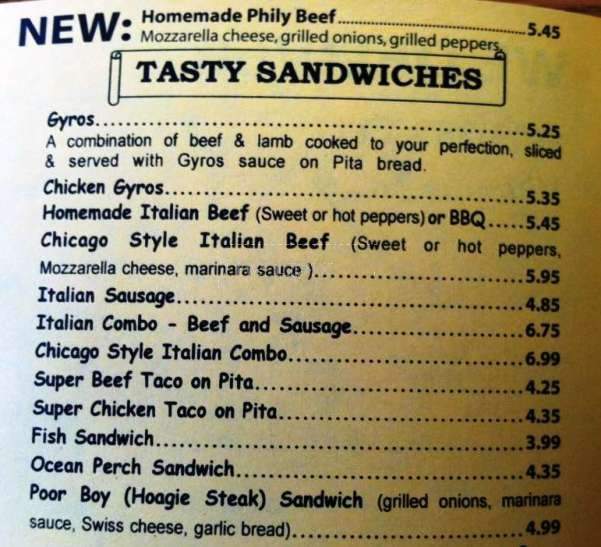 NEW: Homemade Phily Beef..........5.45
Mozzarella cheese, grilled onions, grilled peppers
TASTY SANDWICHES
Gyros..........5.25
A combination of beef & lamb cooked to your perfection, sliced
& served with Gyros sauce on Pita bread.
Chicken Gyros..........5.35
Homemade Italian Beef (Sweet or hot peppers) or BBQ.....5.45
Chicago Style Italian Beef (Sweet or hot peppers,
Mozzarella cheese, marinara sauce )..........5.95
Italian Sausage..........4.85
Italian Combo - Beef and Sausage..........6.75
Chicago Style Italian Combo..........6.99
Super Beef Taco on Pita..........4.25
Super Chicken Taco on Pita..........4.35
Fish Sandwich..........3.99
Ocean Perch Sandwich..........4.35
Poor Boy (Hoagie Steak) Sandwich (grilled onions, marinara
sauce, Swiss cheese, garlic bread)..........4.99